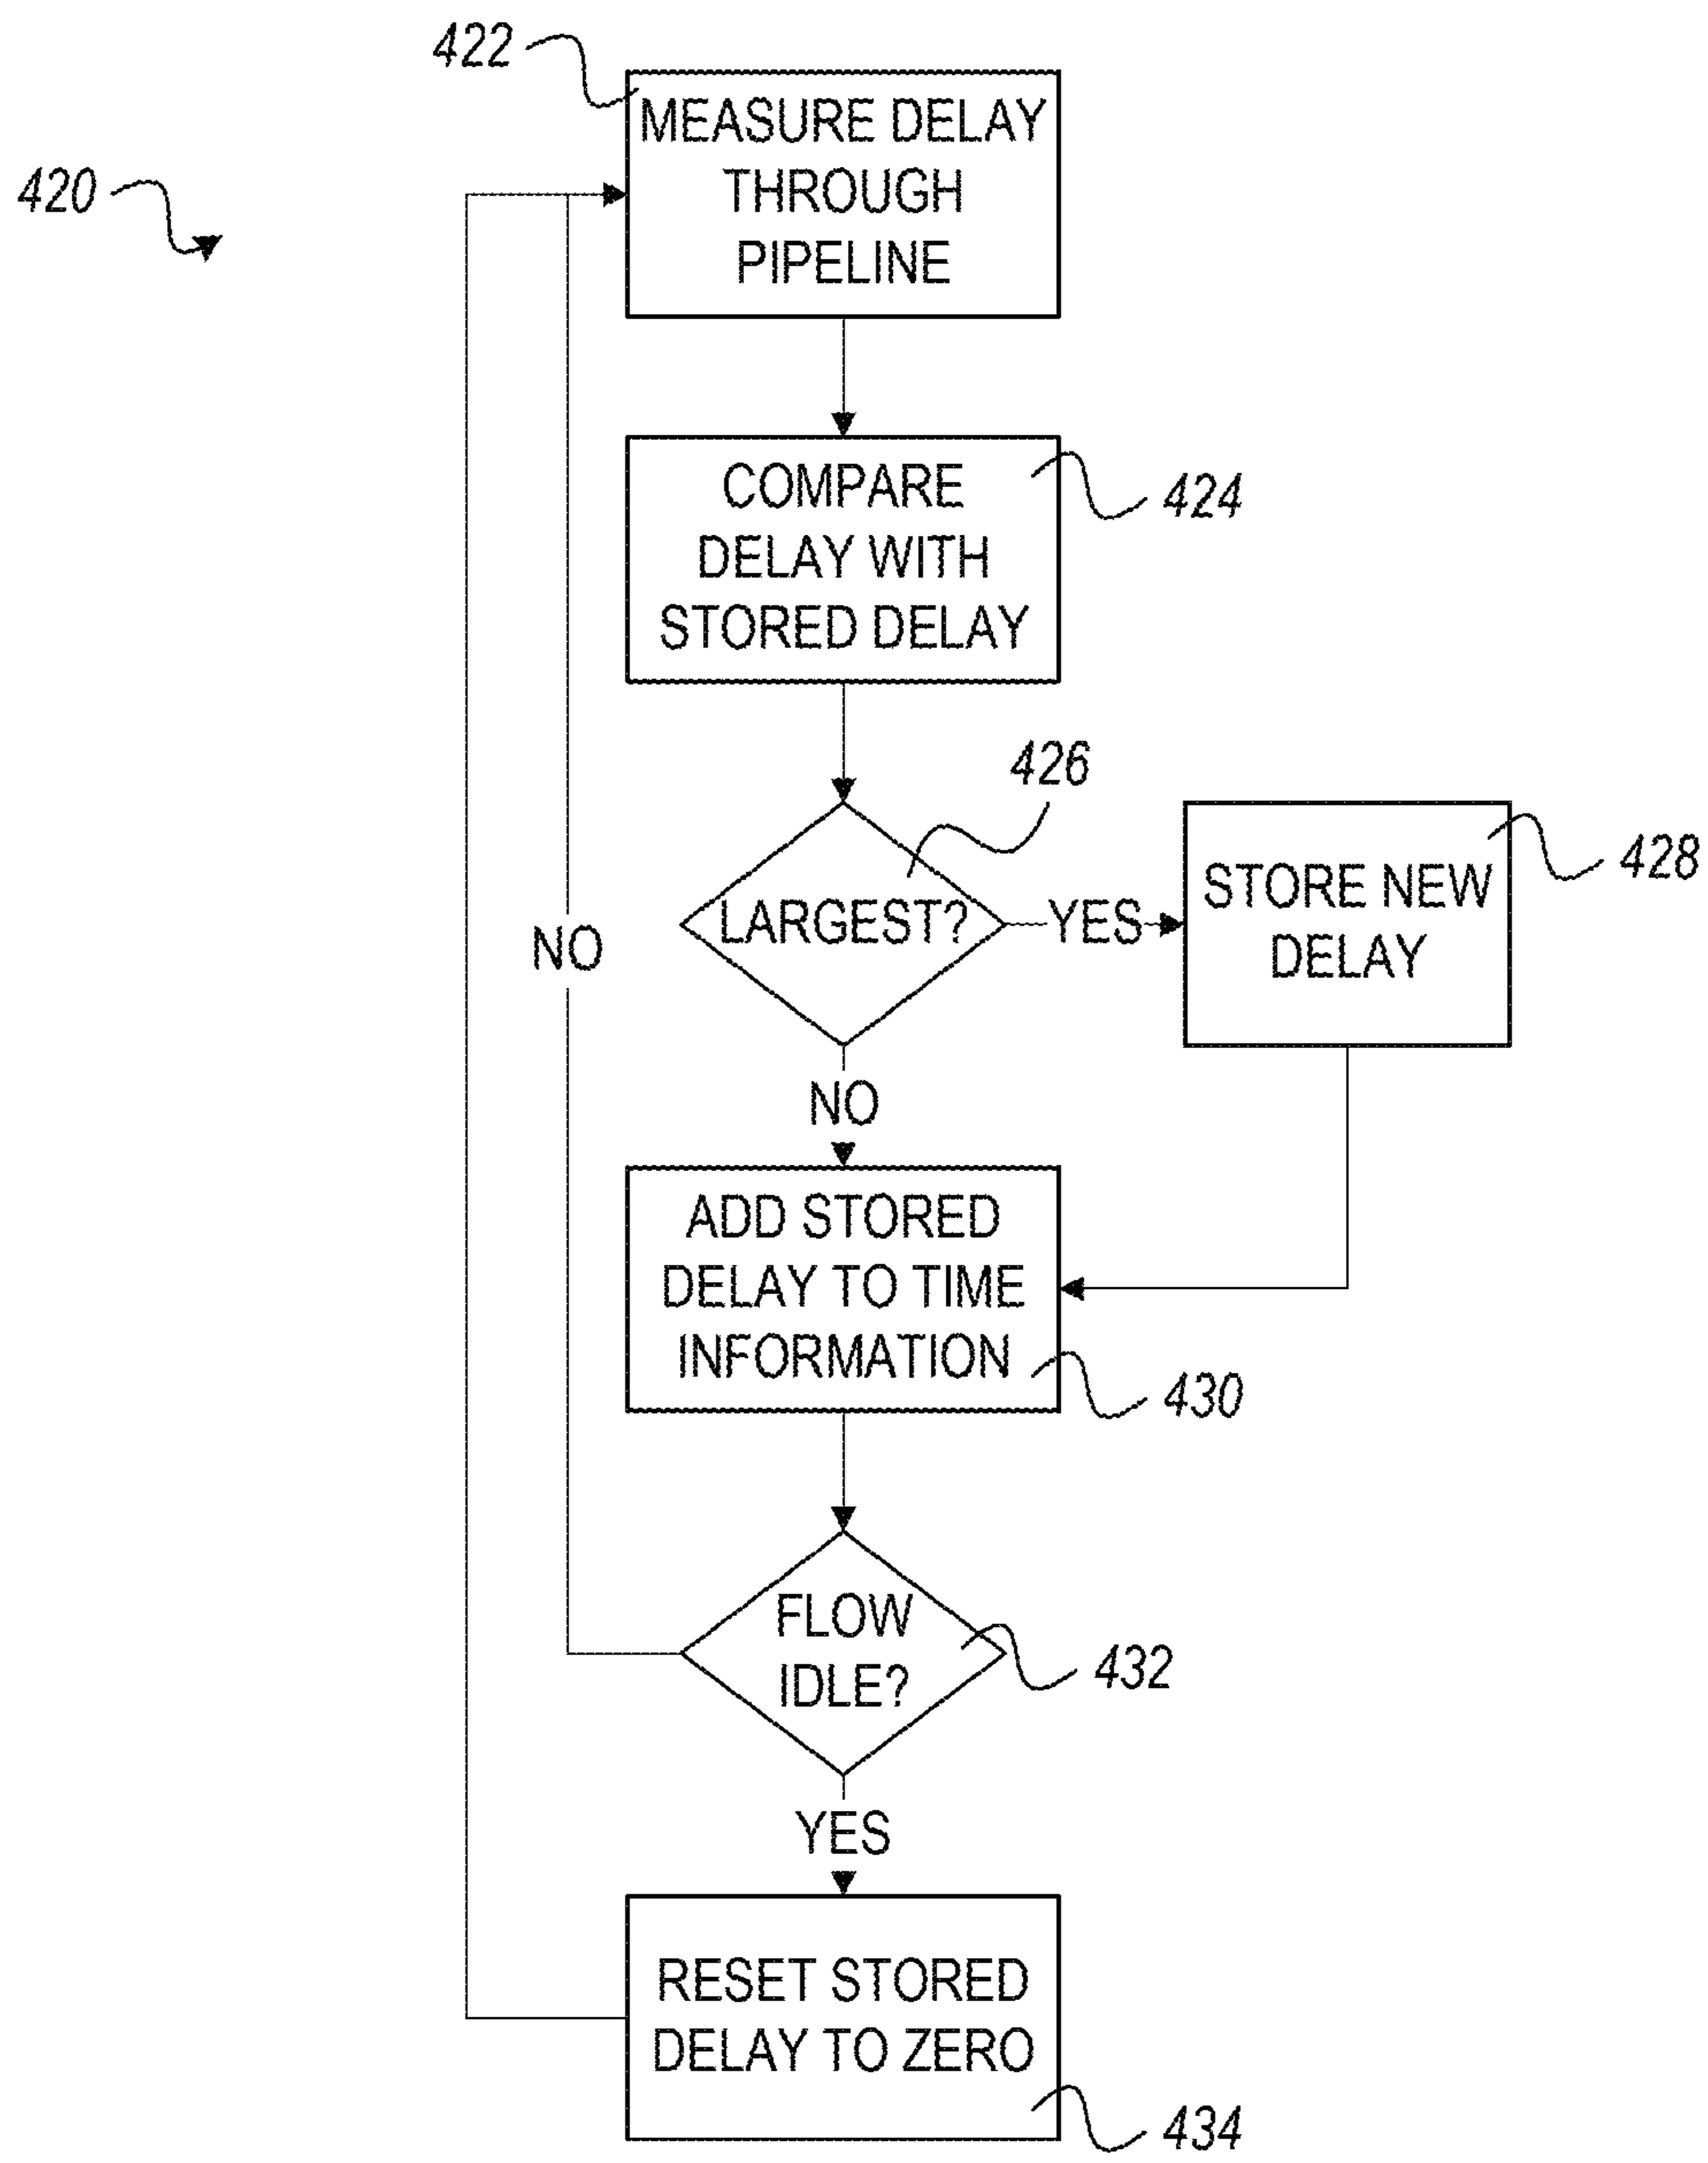 422
MEASURE DELAY
THROUGH
PIPELINE
420
COMPARE
DELAY WITH
STORED DELAY
424
426
LARGEST?
YES
STORE NEW
DELAY
428
NO
NO
ADD STORED
DELAY TO TIME
INFORMATION
430
FLOW
IDLE?
432
YES
RESET STORED
DELAY TO ZERO
434